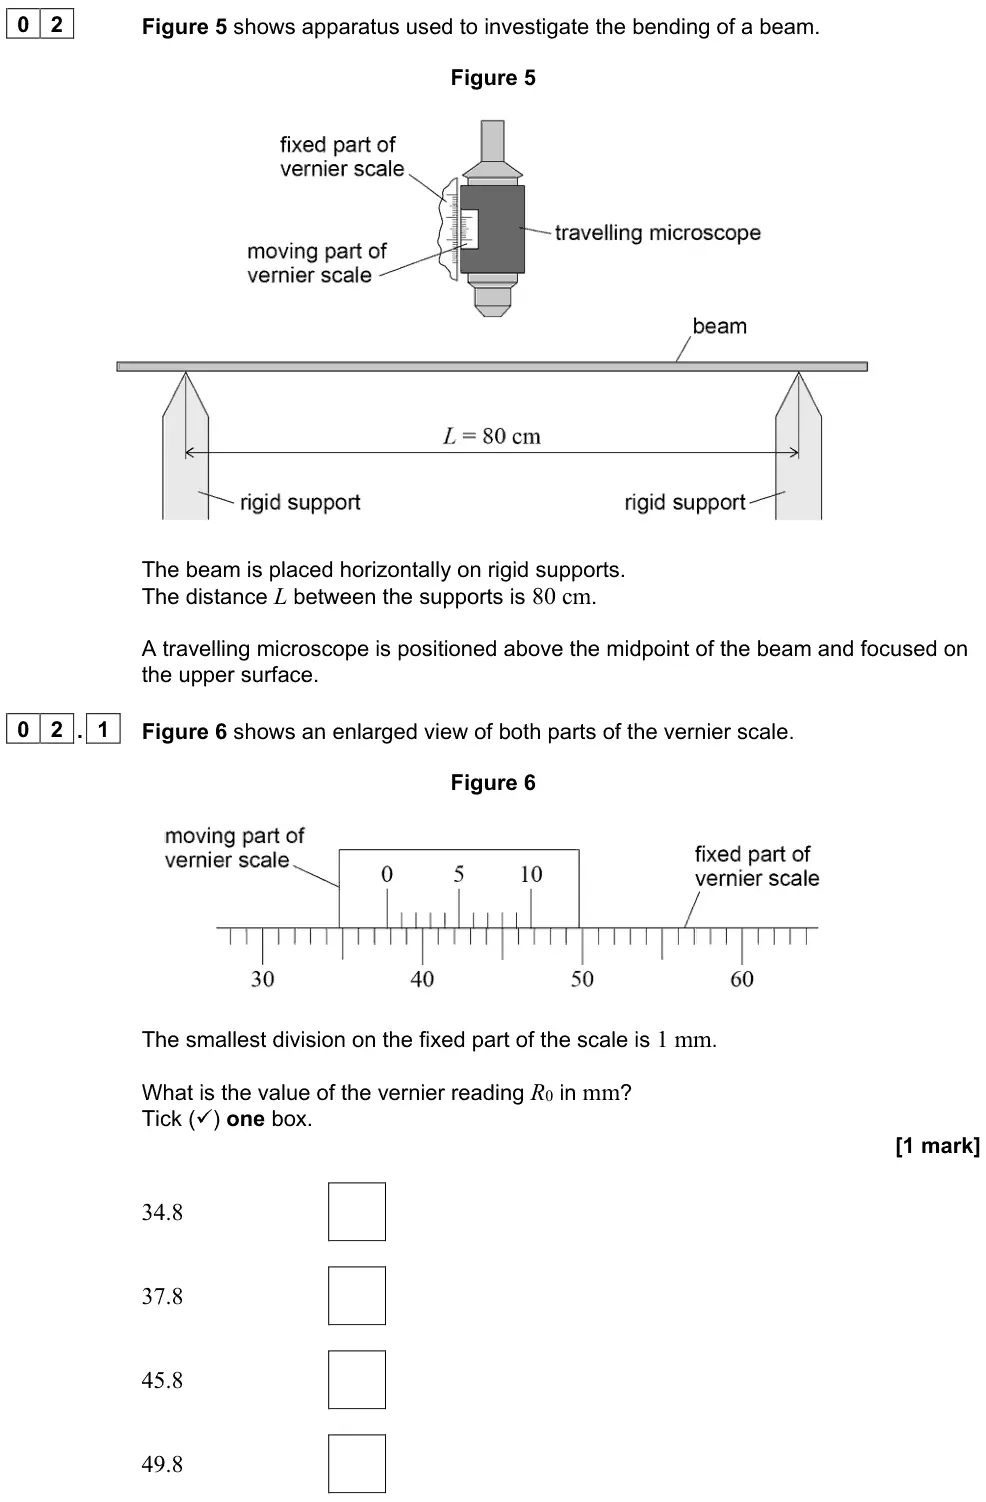 0 2 Figure 5 shows apparatus used to investigate the bending of a beam.
Figure 5
fixed part of
vernier scale
moving part of
vernier scale
travelling microscope
beam
L = 80 cm
rigid support
rigid support
The beam is placed horizontally on rigid supports.
The distance L between the supports is 80 cm.
A travelling microscope is positioned above the midpoint of the beam and focused on
the upper surface.
0 2 . 1 Figure 6 shows an enlarged view of both parts of the vernier scale.
Figure 6
moving part of
vernier scale
fixed part of
vernier scale
0 5 10
30 40 50 60
The smallest division on the fixed part of the scale is 1 mm.
What is the value of the vernier reading R₀ in mm?
Tick (✓) one box.
[1 mark]
34.8
37.8
45.8
49.8